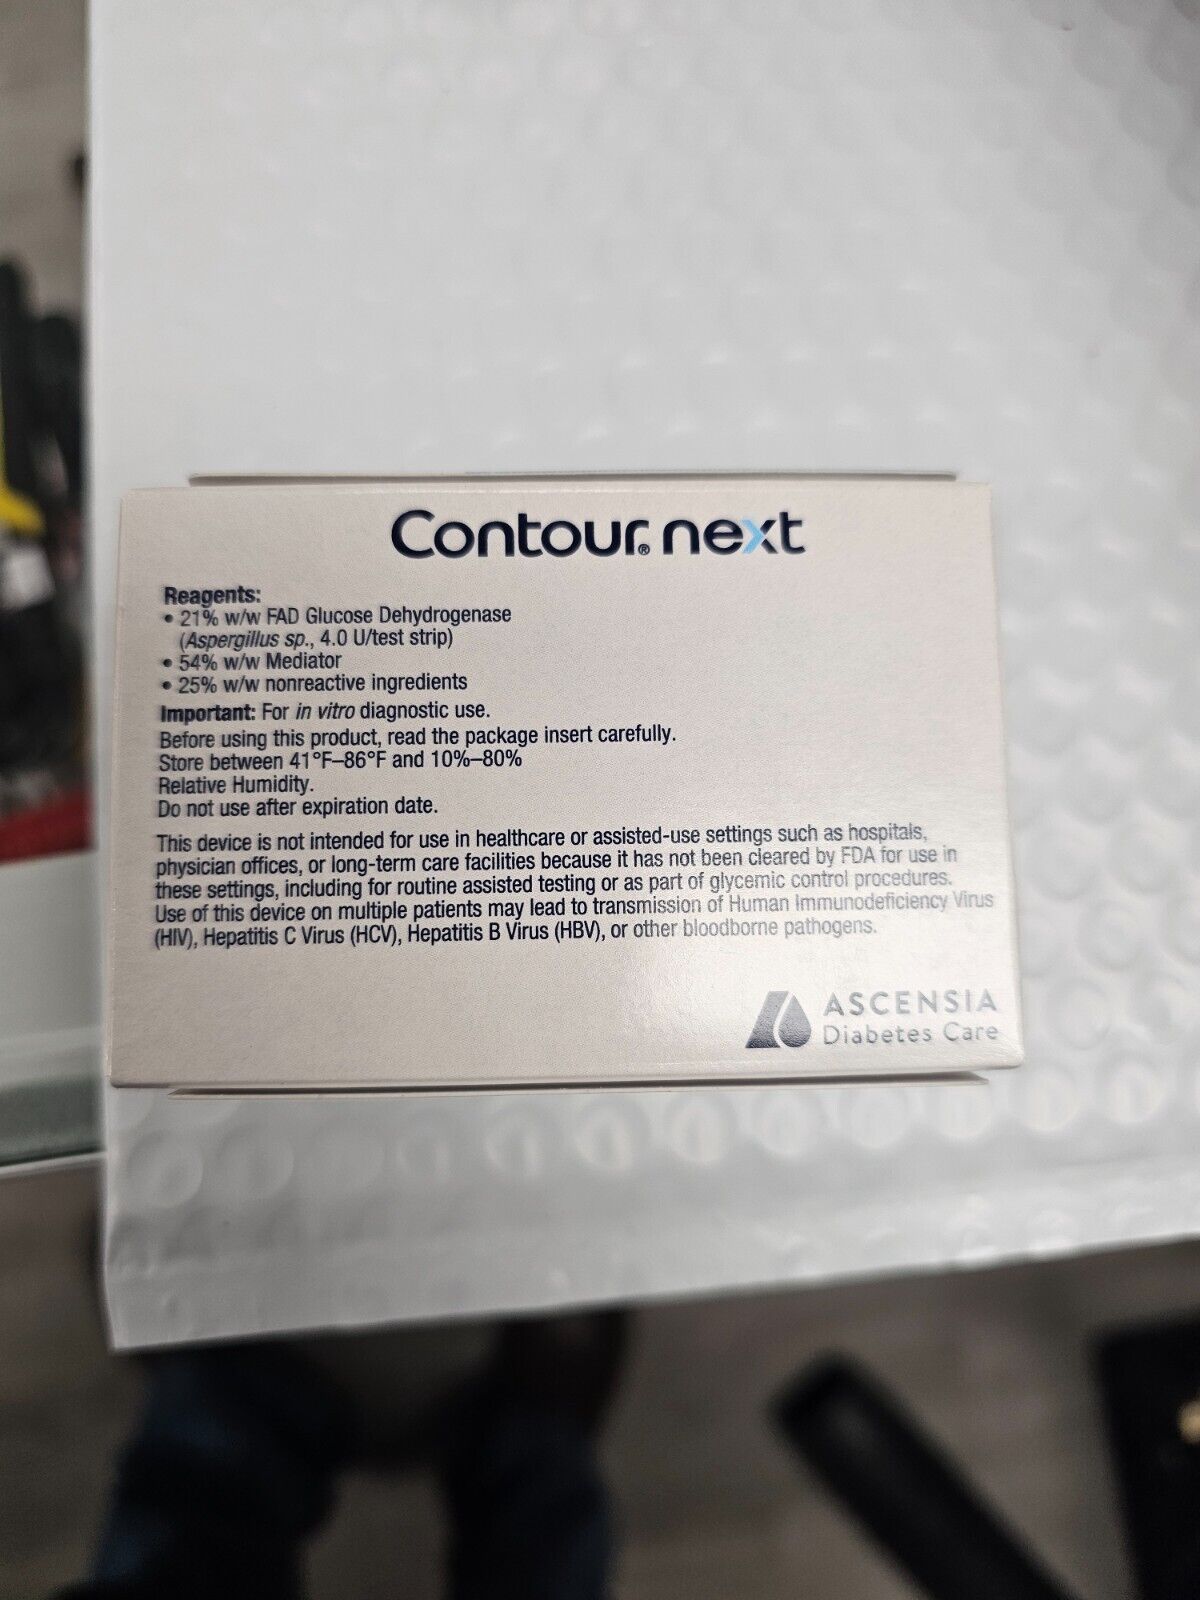 Contour® next
Reagents:
• 21% w/w FAD Glucose Dehydrogenase
(Aspergillus sp., 4.0 U/test strip)
• 54% w/w Mediator
• 25% w/w nonreactive ingredients
Important: For in vitro diagnostic use.
Before using this product, read the package insert carefully.
Store between 41°F–86°F and 10%–80%
Relative Humidity.
Do not use after expiration date.
This device is not intended for use in healthcare or assisted-use settings such as hospitals,
physician offices, or long-term care facilities because it has not been cleared by FDA for use in
these settings, including for routine assisted testing or as part of glycemic control procedures.
Use of this device on multiple patients may lead to transmission of Human Immunodeficiency Virus
(HIV), Hepatitis C Virus (HCV), Hepatitis B Virus (HBV), or other bloodborne pathogens.
ASCENSIA
Diabetes Care